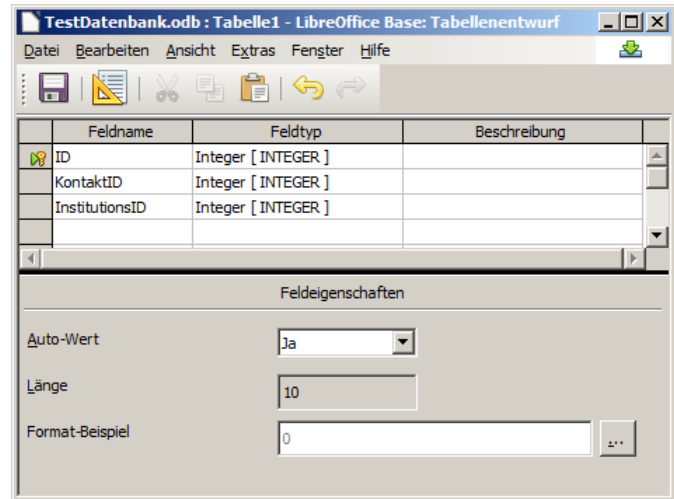 TestDatenbank.odb : Tabelle1 - LibreOffice Base: Tabellenentwurf
Datei Bearbeiten Ansicht Extras Fenster Hilfe
Feldname Feldtyp Beschreibung
ID Integer [ INTEGER ]
KontaktID Integer [ INTEGER ]
InstitutionsID Integer [ INTEGER ]
Feldeigenschaften
Auto-Wert Ja
Länge 10
Format-Beispiel 0 ...